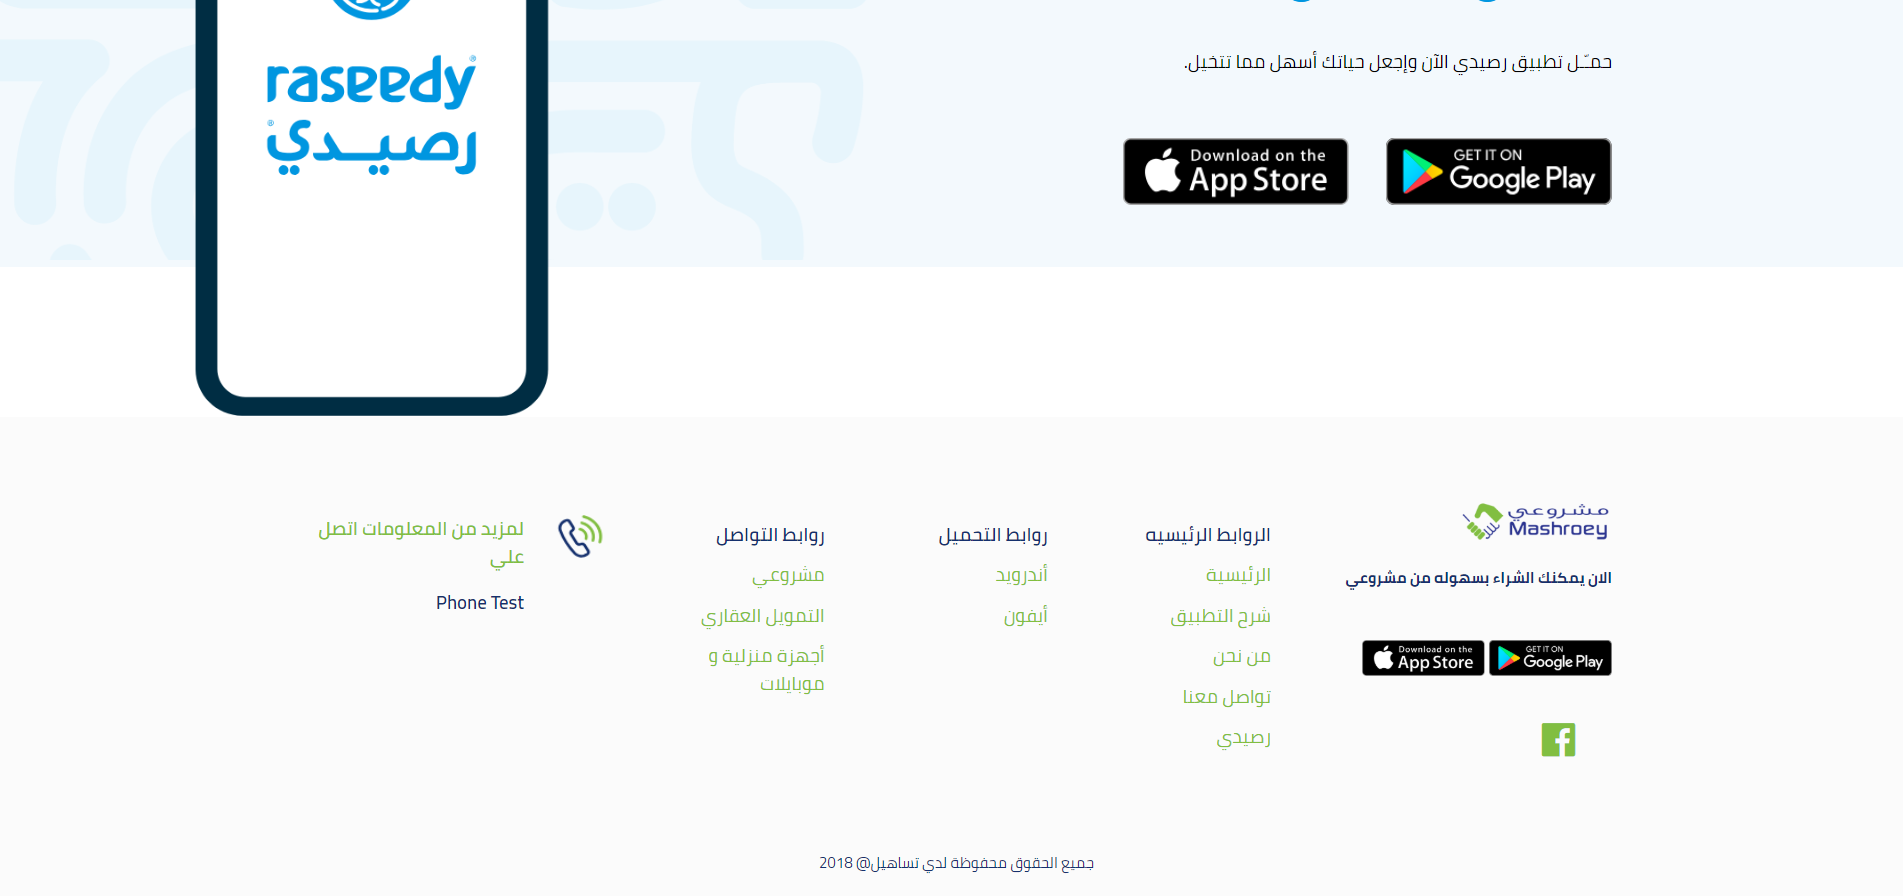 raseedy
رصيدي
حمّـل تطبيق رصيدي الآن وإجعل حياتك أسهل مما تتخيل.
GET IT ON
Google Play
Download on the
App Store
مشروعي
Mashroey
الان يمكنك الشراء بسهوله من مشروعي
GET IT ON
Google Play
Download on the
App Store
الروابط الرئيسيه
الرئيسية
شرح التطبيق
من نحن
تواصل معنا
رصيدي
روابط التحميل
أندرويد
أيفون
روابط التواصل
مشروعي
التمويل العقاري
أجهزة منزلية و
موبايلات
لمزيد من المعلومات اتصل
علي
Phone Test
جميع الحقوق محفوظة لدي تساهيل@ 2018